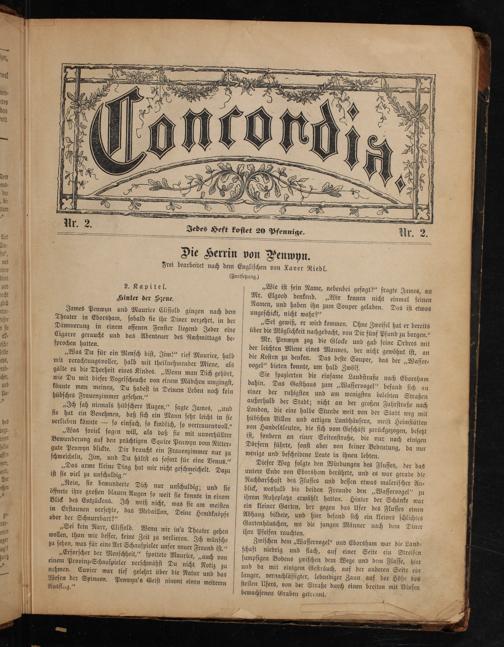 Concordia.
Nr. 2.
Jedes Heft kostet 20 Pfennige.
Nr. 2.
Die Herrin von Penwyn.
Frei bearbeitet nach dem Englischen von Xaver Riedl.
(Fortsetzung.)
2. Kapitel.
Hinter der Szene.
James Penwyn und Maurice Clissold gingen nach dem
Theater in Eborsham, sobald sie ihr Diner verzehrt, in der
Dämmerung in einem offenen Fenster liegend Jeder eine
Cigarre geraucht und das Abenteuer des Nachmittags be-
sprochen hatten.
„Was Du für ein Mensch bist, Jim!“ rief Maurice, halb
mit verachtungsvoller, halb mit theilnehmender Miene, als
gälte es die Thorheit eines Kindes. „Wenn man Dich gehört,
wie Du mit dieser Vogelscheuche von einem Mädchen umgingst,
könnte man meinen, Du habest in Deinem Leben noch kein
hübsches Frauenzimmer gesehen.“
„Ich sah niemals hübschere Augen,“ sagte James, „und
sie hat ein Benehmen, daß sich ein Mann sehr leicht in sie
verlieben könnte — so einfach, so kindlich, so vertrauensvoll.“
„Was soviel sagen will, als daß sie mit unverhüllter
Bewunderung auf den prächtigen Squire Penwyn von Ritter-
gute Penwyn blickte. Die braucht ein Frauenzimmer nur zu
schmeicheln, Jim, und Du hältst es sofort für eine Venus.“
„Das arme kleine Ding hat mir nicht geschmeichelt. Dazu
ist sie viel zu unschuldig.“
„Nein, sie bewunderte Dich nur unschuldig; und sie
öffnete ihre großen blauen Augen so weit sie konnte in einem
Blick des Entzückens. Ich weiß nicht, was sie am meisten
in Erstaunen versetzte, das Medaillon, Deine Hemdknöpfe
oder der Schnurrbart!“
„Sei kein Narr, Clissold. Wenn wir in's Theater gehen
wollen, thun wir besser, keine Zeit zu verlieren. Ich wünsche
zu sehen, was für eine Art Schauspieler unser neuer Freund ist.“
„Erforscher der Menschheit,“ spottete Maurice, „auch von
einem Provinz-Schauspieler verschmähst Du nicht Notiz zu
nehmen. Cuvier war tief gelehrt über die Natur und das
Wesen der Spinnen. Penwyn's Geist nimmt einen weiteren
„Wie ist sein Name, nebenbei gesagt?“ fragte James, an
Mr. Elgood denkend. „Wir kennen nicht einmal seinen
Namen, und haben ihn zum Souper geladen. Das ist etwas
ungeschickt, nicht wahr?“
„Sei gewiß, er wird kommen. Ohne Zweifel hat er bereits
über die Möglichkeit nachgedacht, von Dir fünf Pfund zu borgen.“
Mr. Penwyn zog die Glocke und gab seine Ordres mit
der leichten Miene eines Mannes, der nicht gewöhnt ist, an
die Kosten zu denken. Das beste Souper, das der „Wasser-
vogel“ bieten konnte, um halb Zwölf.
Sie spazierten die einsame Landstraße nach Eborsham
dahin. Das Gasthaus zum „Wasservogel“ befand sich an
einer der ruhigsten und am wenigsten belebten Straßen
außerhalb der Stadt; nicht an der großen Fahrstraße nach
London, die eine halbe Stunde weit von der Stadt weg mit
hübschen Villen und artigen Landhäusern, meist Heimstätten
von Handelsleuten, die sich vom Geschäft zurückgezogen, besetzt
ist, sondern an einer Seitenstraße, die nur nach einigen
Dörfern führte, sonst aber von keiner Bedeutung, da nur
wenige und bescheidene Leute in ihnen lebten.
Dieser Weg folgte den Windungen des Flusses, der das
untere Ende von Eborsham berührte, und es war gerade die
Nachbarschaft des Flusses und dessen etwas malerischer An-
blick, weshalb die beiden Freunde den „Wasservogel“ zu
ihrem Ruheplatz erwählt hatten. Hinter der Schänke war
ein kleiner Garten, der gegen das Ufer des Flusses einen
Abhang bildete, und hier befand sich ein kleines schlichtes
Gartenhäuschen, wo die jungen Männer nach dem Diner
ihre Pfeifen rauchten.
Zwischen dem „Wasservogel“ und Eborsham war die Land-
schaft niedrig und flach, auf einer Seite ein Streifen
sumpfigen Bodens zwischen dem Wege und dem Flusse, hier
und da mit einigem Gesträuch, auf der anderen Seite ein
langer, vernachlässigter, lebendiger Zaun auf der Höhe des
steilen Ufers, von der Straße durch einen breiten mit Binsen
bewachsenen Graben getrennt.